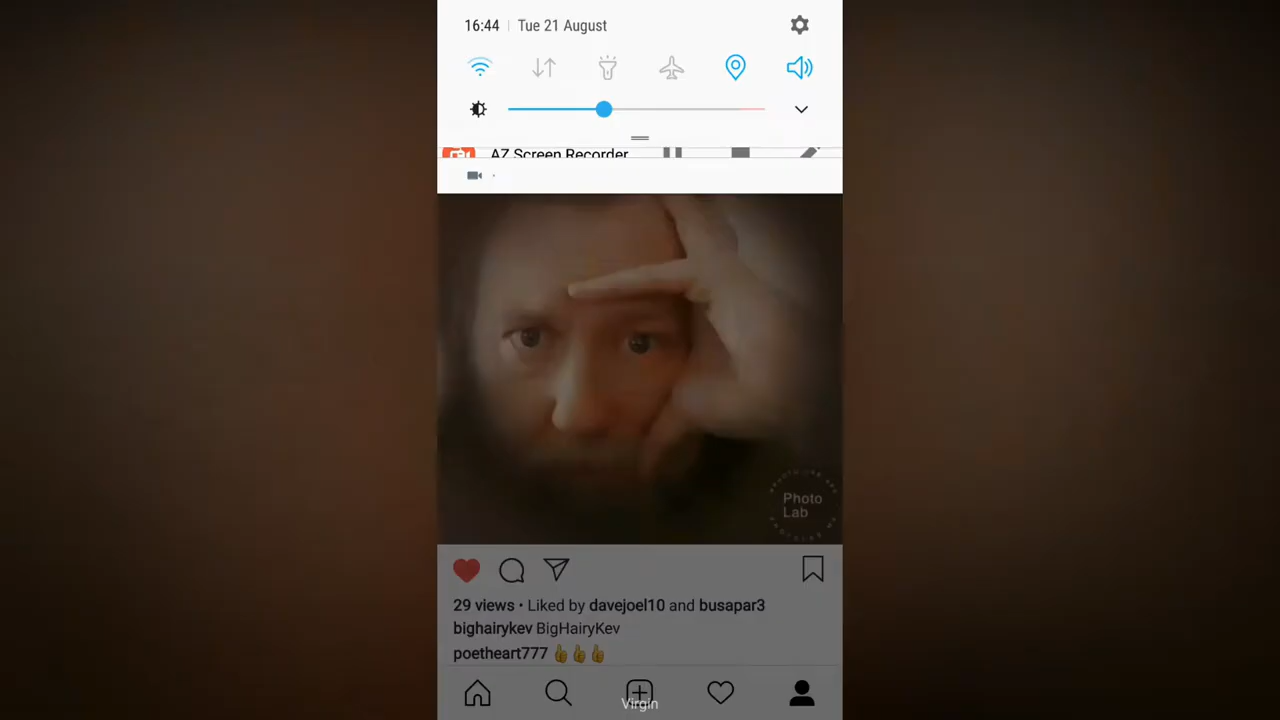 16:44 | Tue 21 August
AZ Screen Recorder
Photo
Lab
29 views • Liked by davejoel10 and busapar3
bighairykev BigHairyKev
poetheart777 👍👍👍
Virgin